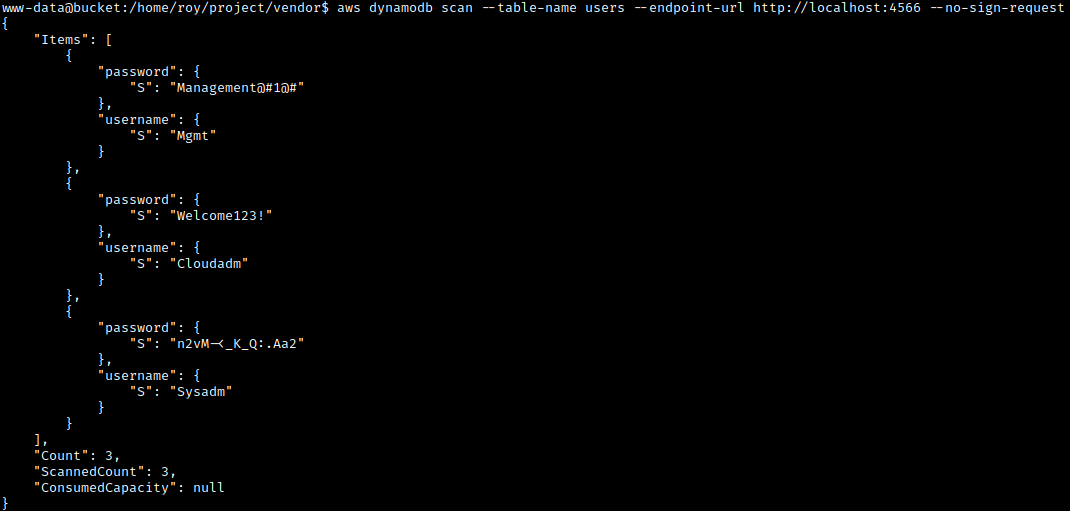 www-data@bucket:/home/roy/project/vendor$ aws dynamodb scan --table-name users --endpoint-url http://localhost:4566 --no-sign-request
{
    "Items": [
        {
            "password": {
                "S": "Management@#1@#"
            },
            "username": {
                "S": "Mgmt"
            }
        },
        {
            "password": {
                "S": "Welcome123!"
            },
            "username": {
                "S": "Cloudadm"
            }
        },
        {
            "password": {
                "S": "n2vM-<_K_Q:.Aa2"
            },
            "username": {
                "S": "Sysadm"
            }
        }
    ],
    "Count": 3,
    "ScannedCount": 3,
    "ConsumedCapacity": null
}